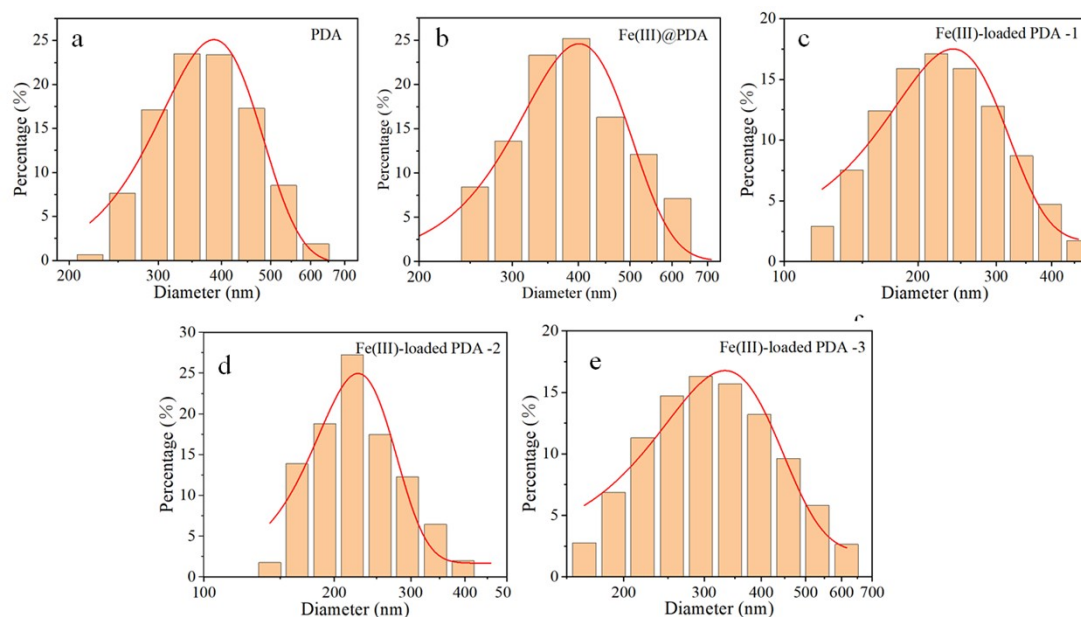 a
PDA
25
20
15
10
5
0
Percentage (%)
200 300 400 500 600 700
Diameter (nm)
b
Fe(III)@PDA
25
20
15
10
5
0
Percentage (%)
200 300 400 500 600 700
Diameter (nm)
c
Fe(III)-loaded PDA -1
20
15
10
5
0
Percentage (%)
100 200 300 400
Diameter (nm)
d
Fe(III)-loaded PDA -2
30
25
20
15
10
5
0
Percentage (%)
100 200 300 400 50
Diameter (nm)
e
Fe(III)-loaded PDA -3
20
15
10
5
0
Percentage (%)
200 300 400 500 600 700
Diameter (nm)